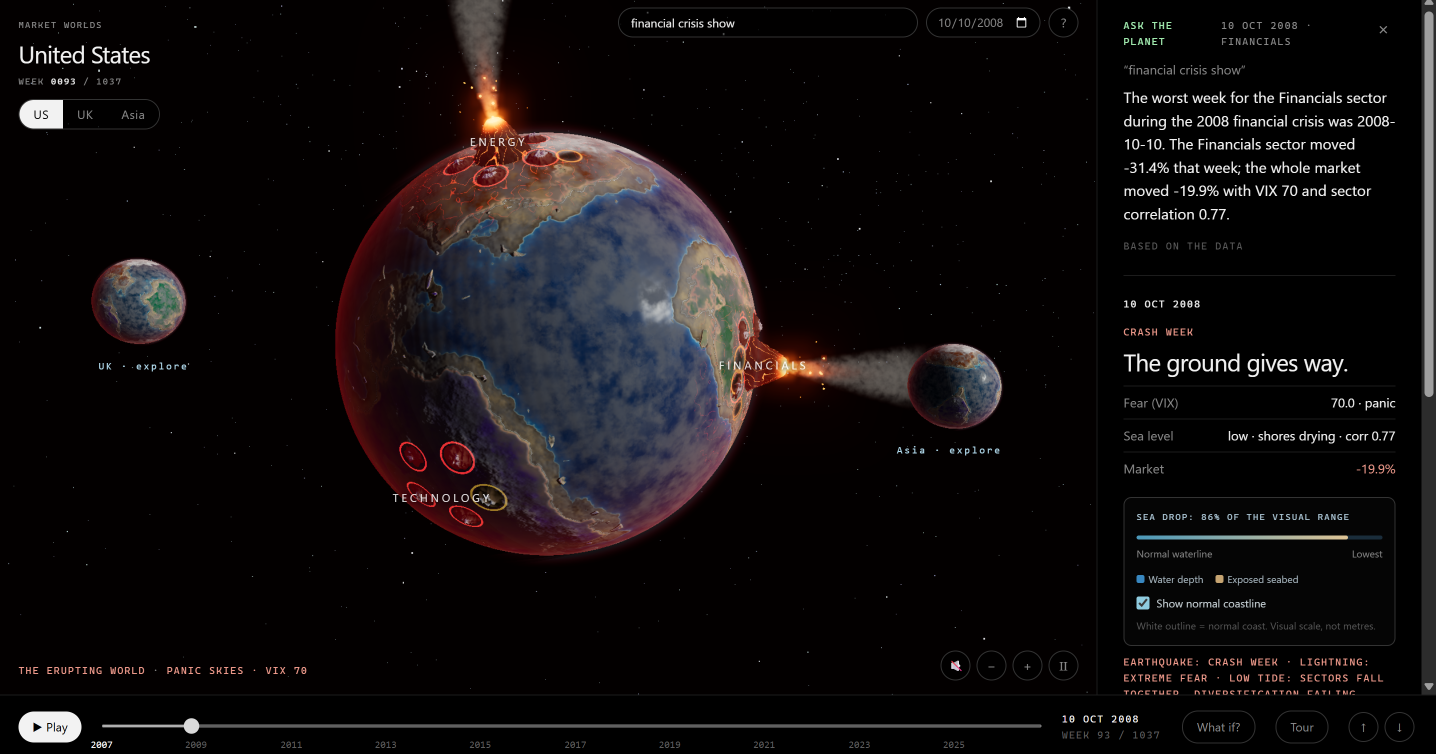 MARKET WORLDS
United States
WEEK 0093 / 1037
US UK Asia
financial crisis show
10/10/2008
?
ENERGY
UK · explore
FINANCIALS
Asia · explore
TECHNOLOGY
THE ERUPTING WORLD · PANIC SKIES · VIX 70
− + II
ASK THE PLANET
10 OCT 2008 · FINANCIALS
×
“financial crisis show”
The worst week for the Financials sector
during the 2008 financial crisis was 2008-
10-10. The Financials sector moved
-31.4% that week; the whole market
moved -19.9% with VIX 70 and sector
correlation 0.77.
BASED ON THE DATA
10 OCT 2008
CRASH WEEK
The ground gives way.
Fear (VIX) 70.0 · panic
Sea level low · shores drying · corr 0.77
Market -19.9%
SEA DROP: 86% OF THE VISUAL RANGE
Normal waterline Lowest
Water depth Exposed seabed
Show normal coastline
White outline = normal coast. Visual scale, not metres.
EARTHQUAKE: CRASH WEEK · LIGHTNING:
EXTREME FEAR · LOW TIDE: SECTORS FALL
TOGETHER, DIVERSIFICATION FAILING
Play
2007 2009 2011 2013 2015 2017 2019 2021 2023 2025
10 OCT 2008
WEEK 93 / 1037
What if? Tour ↑ ↓